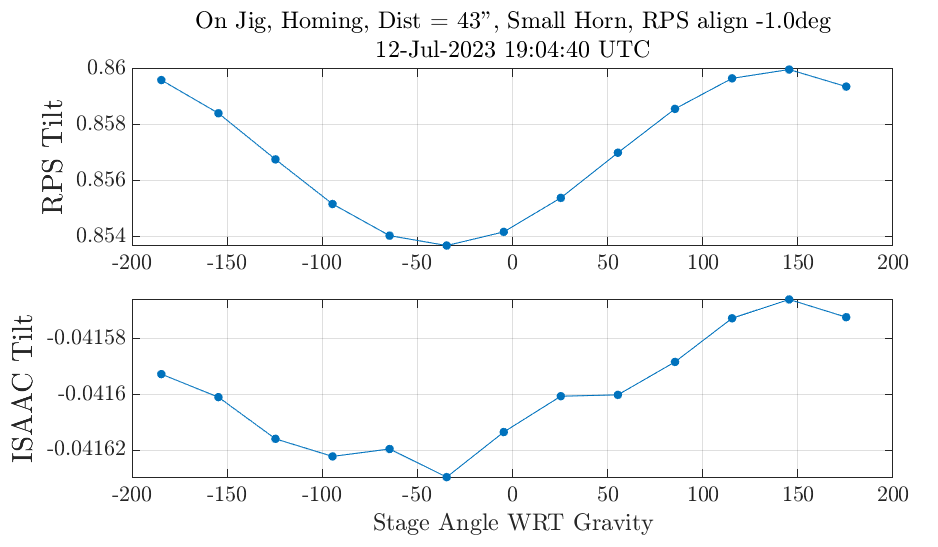 On Jig, Homing, Dist = 43”, Small Horn, RPS align -1.0deg
12-Jul-2023 19:04:40 UTC
RPS Tilt
0.86
0.858
0.856
0.854
-200 -150 -100 -50 0 50 100 150 200
ISAAC Tilt
-0.04158
-0.0416
-0.04162
-200 -150 -100 -50 0 50 100 150 200
Stage Angle WRT Gravity